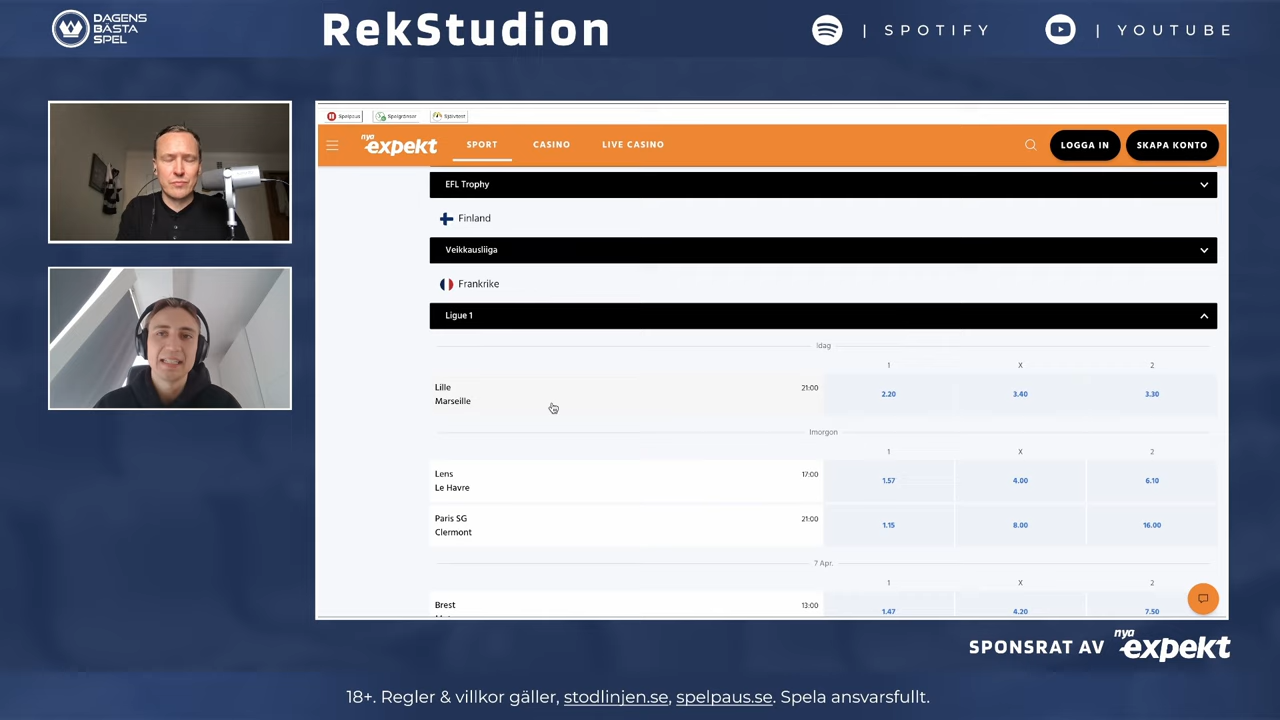 DAGENS
BÄSTA
SPEL
RekStudion
| SPOTIFY
| YOUTUBE
Spelpaus
Spelgränser
Självtest
nya
expekt
SPORT
CASINO
LIVE CASINO
LOGGA IN
SKAPA KONTO
EFL Trophy
Finland
Veikkausliiga
Frankrike
Ligue 1
Idag
1 X 2
Lille 21:00
Marseille
2.20 3.40 3.30
Imorgon
1 X 2
Lens 17:00
Le Havre
1.57 4.00 6.10
Paris SG 21:00
Clermont
1.15 8.00 16.00
7 Apr.
1 X 2
Brest 13:00
1.47 4.20 7.50
SPONSRAT AV nya expekt
18+. Regler & villkor gäller, stodlinjen.se, spelpaus.se. Spela ansvarsfullt.